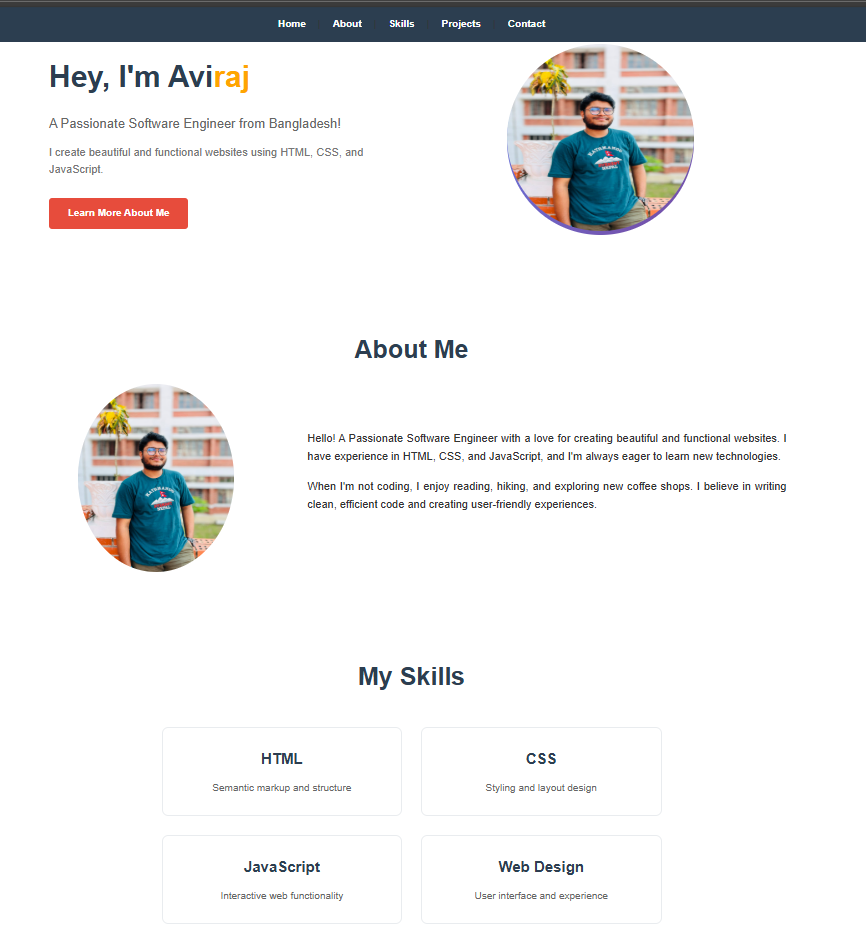 Home About Skills Projects Contact
Hey, I'm Aviraj
A Passionate Software Engineer from Bangladesh!
I create beautiful and functional websites using HTML, CSS, and
JavaScript.
Learn More About Me
About Me
Hello! A Passionate Software Engineer with a love for creating beautiful and functional websites. I
have experience in HTML, CSS, and JavaScript, and I'm always eager to learn new technologies.
When I'm not coding, I enjoy reading, hiking, and exploring new coffee shops. I believe in writing
clean, efficient code and creating user-friendly experiences.
My Skills
HTML
Semantic markup and structure
CSS
Styling and layout design
JavaScript
Interactive web functionality
Web Design
User interface and experience